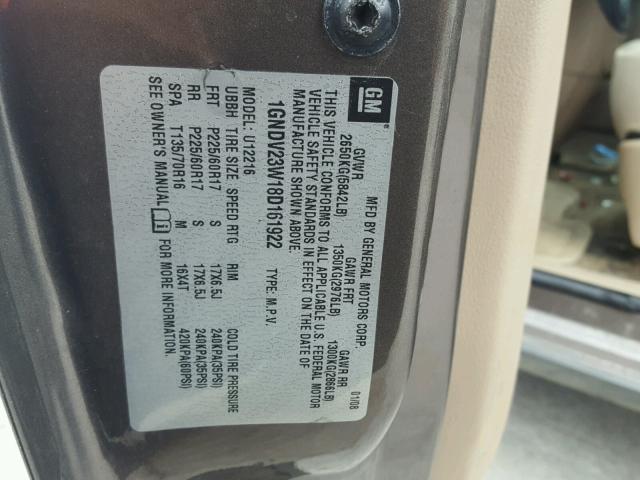 GM
MFD BY GENERAL MOTORS CORP. 01/08
GVWR GAWR FRT GAWR RR
2650KG(5842LB) 1350KG(2976LB) 1300KG(2866LB)
THIS VEHICLE CONFORMS TO ALL APPLICABLE U.S. FEDERAL MOTOR
VEHICLE SAFETY STANDARDS IN EFFECT ON THE DATE OF
MANUFACTURE SHOWN ABOVE.
1GNDV23W18D161922 TYPE: M.P.V.
MODEL: U12216
UBBH TIRE SIZE SPEED RTG RIM COLD TIRE PRESSURE
FRT P225/60R17 S 17X6.5J 240KPA(35PSI)
RR P225/60R17 S 17X6.5J 240KPA(35PSI)
SPA T135/70R16 M 16X4T 420KPA(60PSI)
SEE OWNER'S MANUAL FOR MORE INFORMATION.